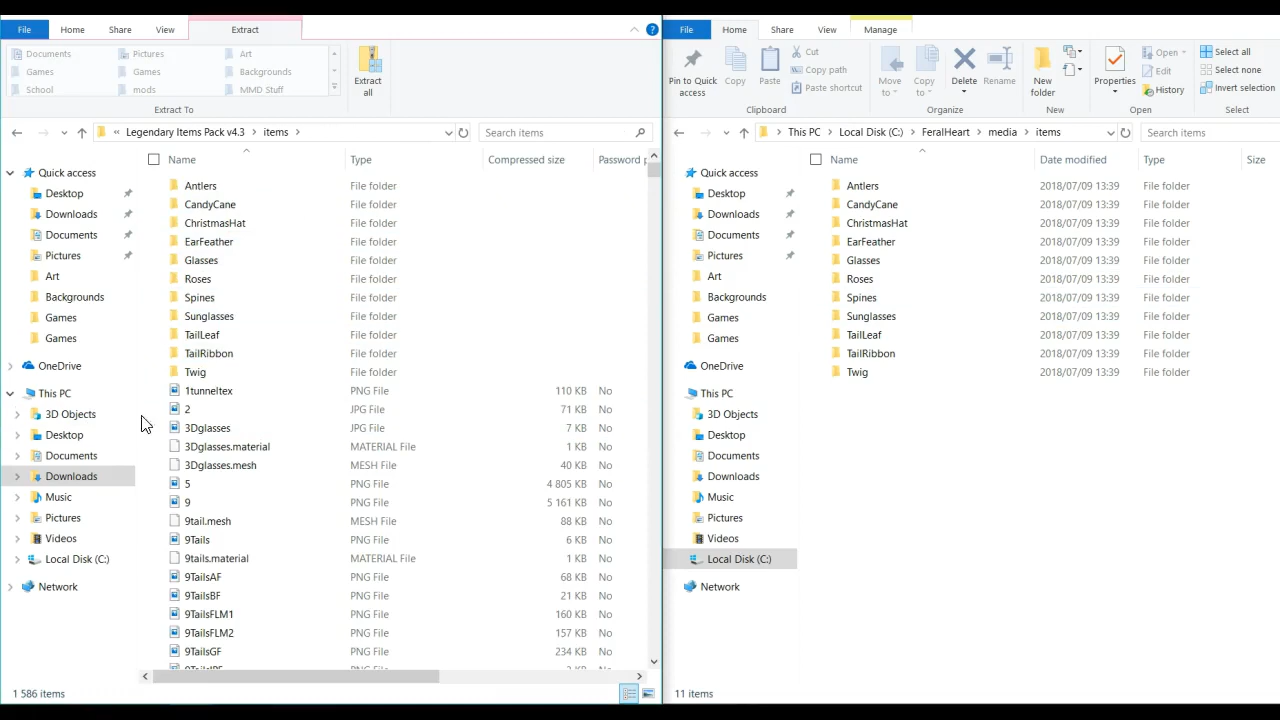 File Home Share View Extract
Documents Pictures Art
Games Games Backgrounds
School mods MMD Stuff
Extract all
Extract To
« Legendary Items Pack v4.3 > items >
Search items
Quick access
Desktop
Downloads
Documents
Pictures
Art
Backgrounds
Games
Games
OneDrive
This PC
3D Objects
Desktop
Documents
Downloads
Music
Pictures
Videos
Local Disk (C:)
Network
Name Type Compressed size Password
Antlers File folder
CandyCane File folder
ChristmasHat File folder
EarFeather File folder
Glasses File folder
Roses File folder
Spines File folder
Sunglasses File folder
TailLeaf File folder
TailRibbon File folder
Twig File folder
1tunneltex PNG File 110 KB No
2 JPG File 71 KB No
3Dglasses JPG File 7 KB No
3Dglasses.material MATERIAL File 1 KB No
3Dglasses.mesh MESH File 40 KB No
5 PNG File 4 805 KB No
9 PNG File 5 161 KB No
9tail.mesh MESH File 88 KB No
9Tails PNG File 6 KB No
9tails.material MATERIAL File 1 KB No
9TailsAF PNG File 68 KB No
9TailsBF PNG File 21 KB No
9TailsFLM1 PNG File 160 KB No
9TailsFLM2 PNG File 157 KB No
9TailsGF PNG File 234 KB No
1 586 items
File Home Share View Manage
Pin to Quick access
Copy
Paste
Cut
Copy path
Paste shortcut
Clipboard
Move to
Copy to
Delete
Rename
Organize
New folder
New
Properties
Open
Edit
History
Open
Select all
Select none
Invert selection
Select
This PC > Local Disk (C:) > FeralHeart > media > items
Search items
Quick access
Desktop
Downloads
Documents
Pictures
Art
Backgrounds
Games
Games
OneDrive
This PC
3D Objects
Desktop
Documents
Downloads
Music
Pictures
Videos
Local Disk (C:)
Network
Name Date modified Type Size
Antlers 2018/07/09 13:39 File folder
CandyCane 2018/07/09 13:39 File folder
ChristmasHat 2018/07/09 13:39 File folder
EarFeather 2018/07/09 13:39 File folder
Glasses 2018/07/09 13:39 File folder
Roses 2018/07/09 13:39 File folder
Spines 2018/07/09 13:39 File folder
Sunglasses 2018/07/09 13:39 File folder
TailLeaf 2018/07/09 13:39 File folder
TailRibbon 2018/07/09 13:39 File folder
Twig 2018/07/09 13:39 File folder
11 items